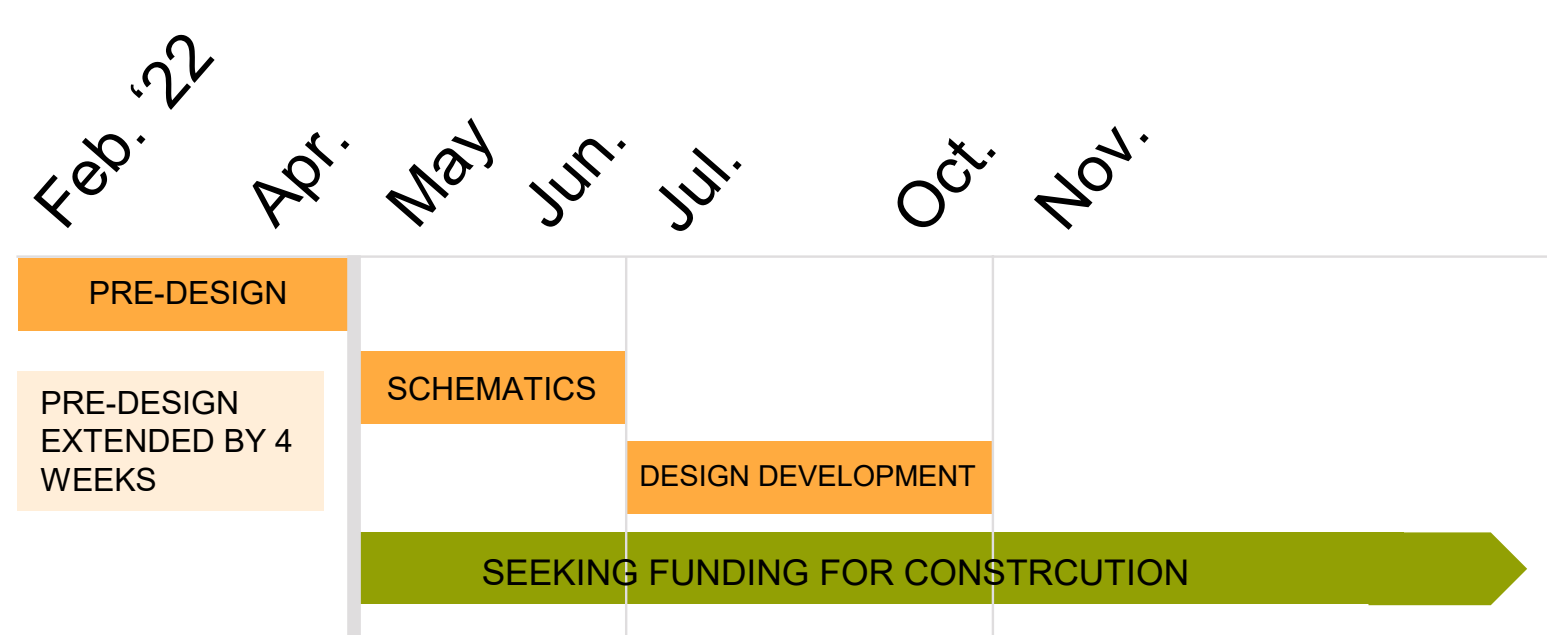 Feb. ‘22
Apr.
May
Jun.
Jul.
Oct.
Nov.
PRE-DESIGN
SCHEMATICS
PRE-DESIGN
EXTENDED BY 4
WEEKS
DESIGN DEVELOPMENT
SEEKING FUNDING FOR CONSTRCUTION